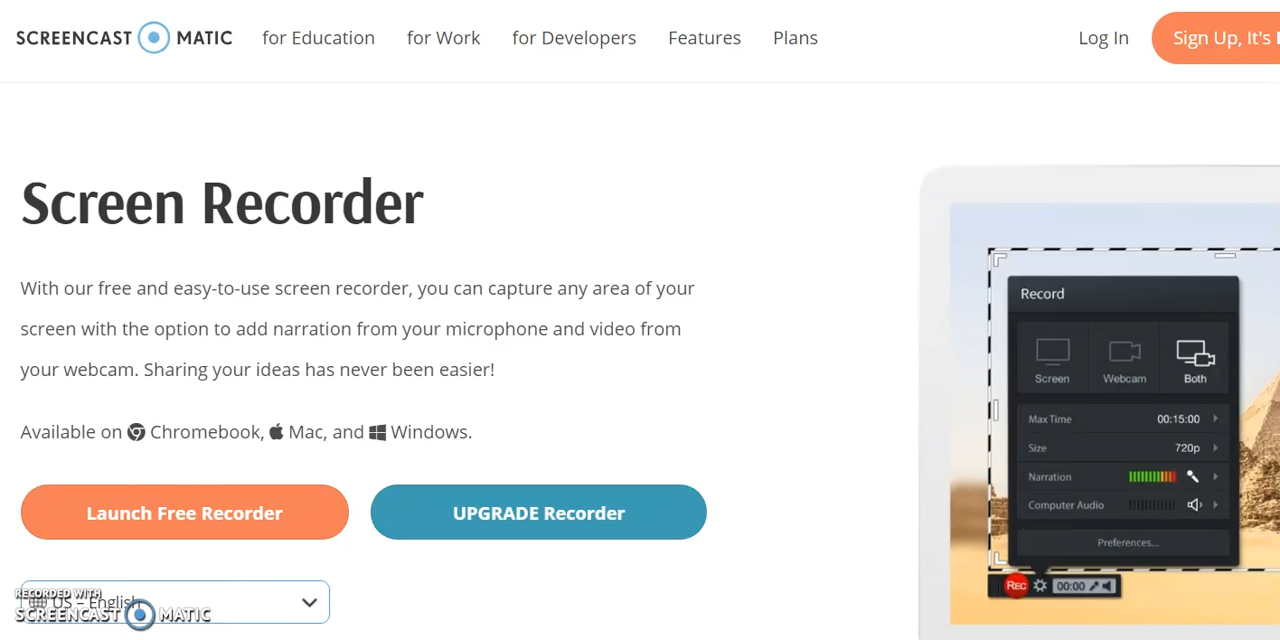 SCREENCAST MATIC for Education for Work for Developers Features Plans Log In Sign Up, It's
Screen Recorder
With our free and easy-to-use screen recorder, you can capture any area of your
screen with the option to add narration from your microphone and video from
your webcam. Sharing your ideas has never been easier!
Available on Chromebook, Mac, and Windows.
Launch Free Recorder UPGRADE Recorder
US - English
RECORDED WITH
SCREENCAST MATIC
Record
Screen Webcam Both
Max Time 00:15:00
Size 720p
Narration
Computer Audio
Preferences...
Rec 00:00